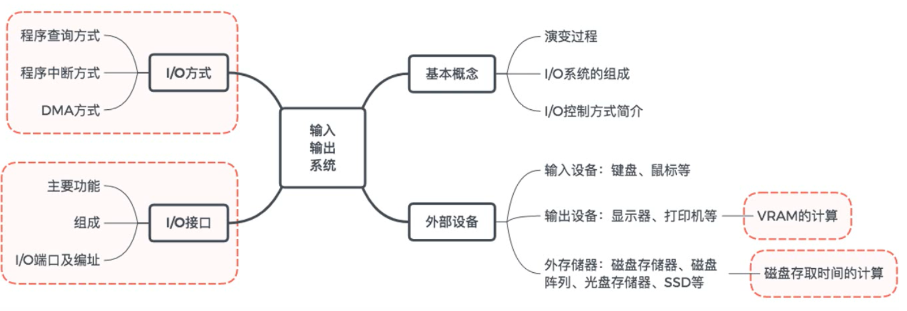 程序查询方式
程序中断方式
DMA方式
I/O方式
主要功能
组成
I/O端口及编址
I/O接口
输入
输出
系统
基本概念
演变过程
I/O系统的组成
I/O控制方式简介
外部设备
输入设备：键盘、鼠标等
输出设备：显示器、打印机等
VRAM的计算
外存储器：磁盘存储器、磁盘
阵列、光盘存储器、SSD等
磁盘存取时间的计算